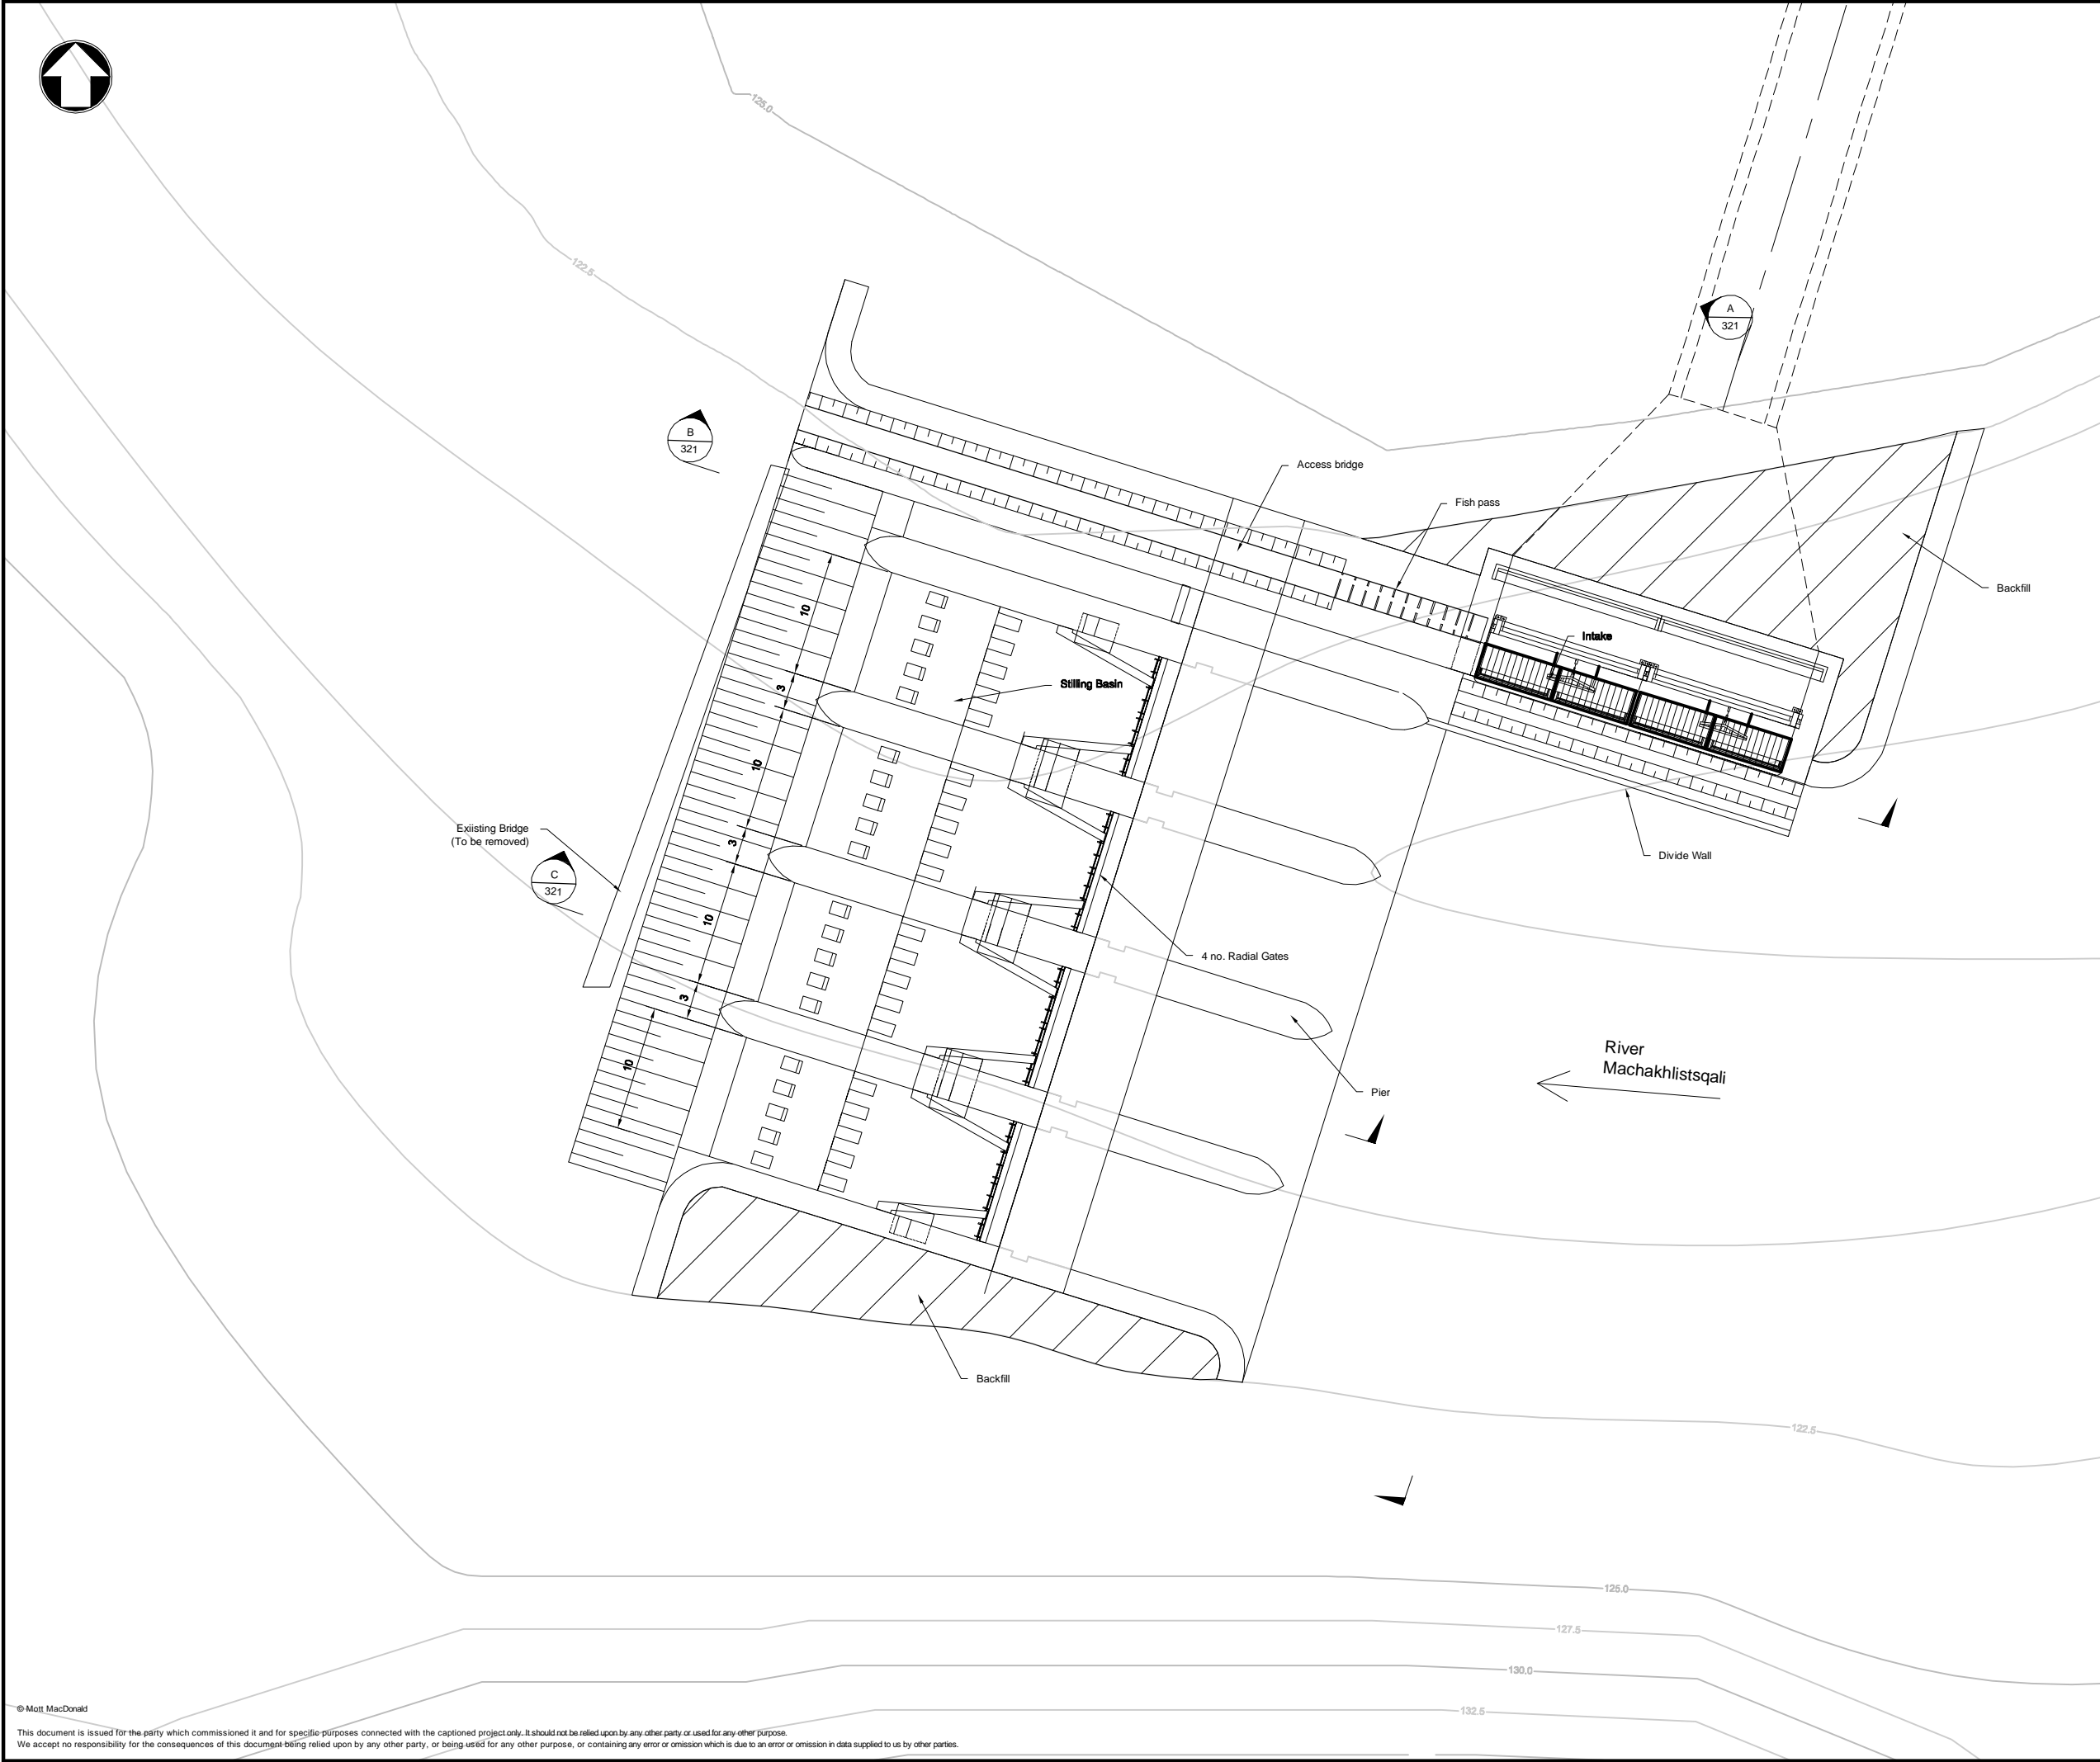 125.0
122.5
A
321
B
321
Access bridge
Fish pass
Backfill
10
Intake
Stilling Basin
3
10
Exiisting Bridge
(To be removed)
3
Divide Wall
C
321
10
4 no. Radial Gates
3
River
Machakhlistsqali
10
Pier
Backfill
122.5
125.0
127.5
130.0
132.5
© Mott MacDonald
This document is issued for the party which commissioned it and for specific purposes connected with the captioned project only. It should not be relied upon by any other party or used for any other purpose.
We accept no responsibility for the consequences of this document being relied upon by any other party, or being used for any other purpose, or containing any error or omission which is due to an error or omission in data supplied to us by other parties.